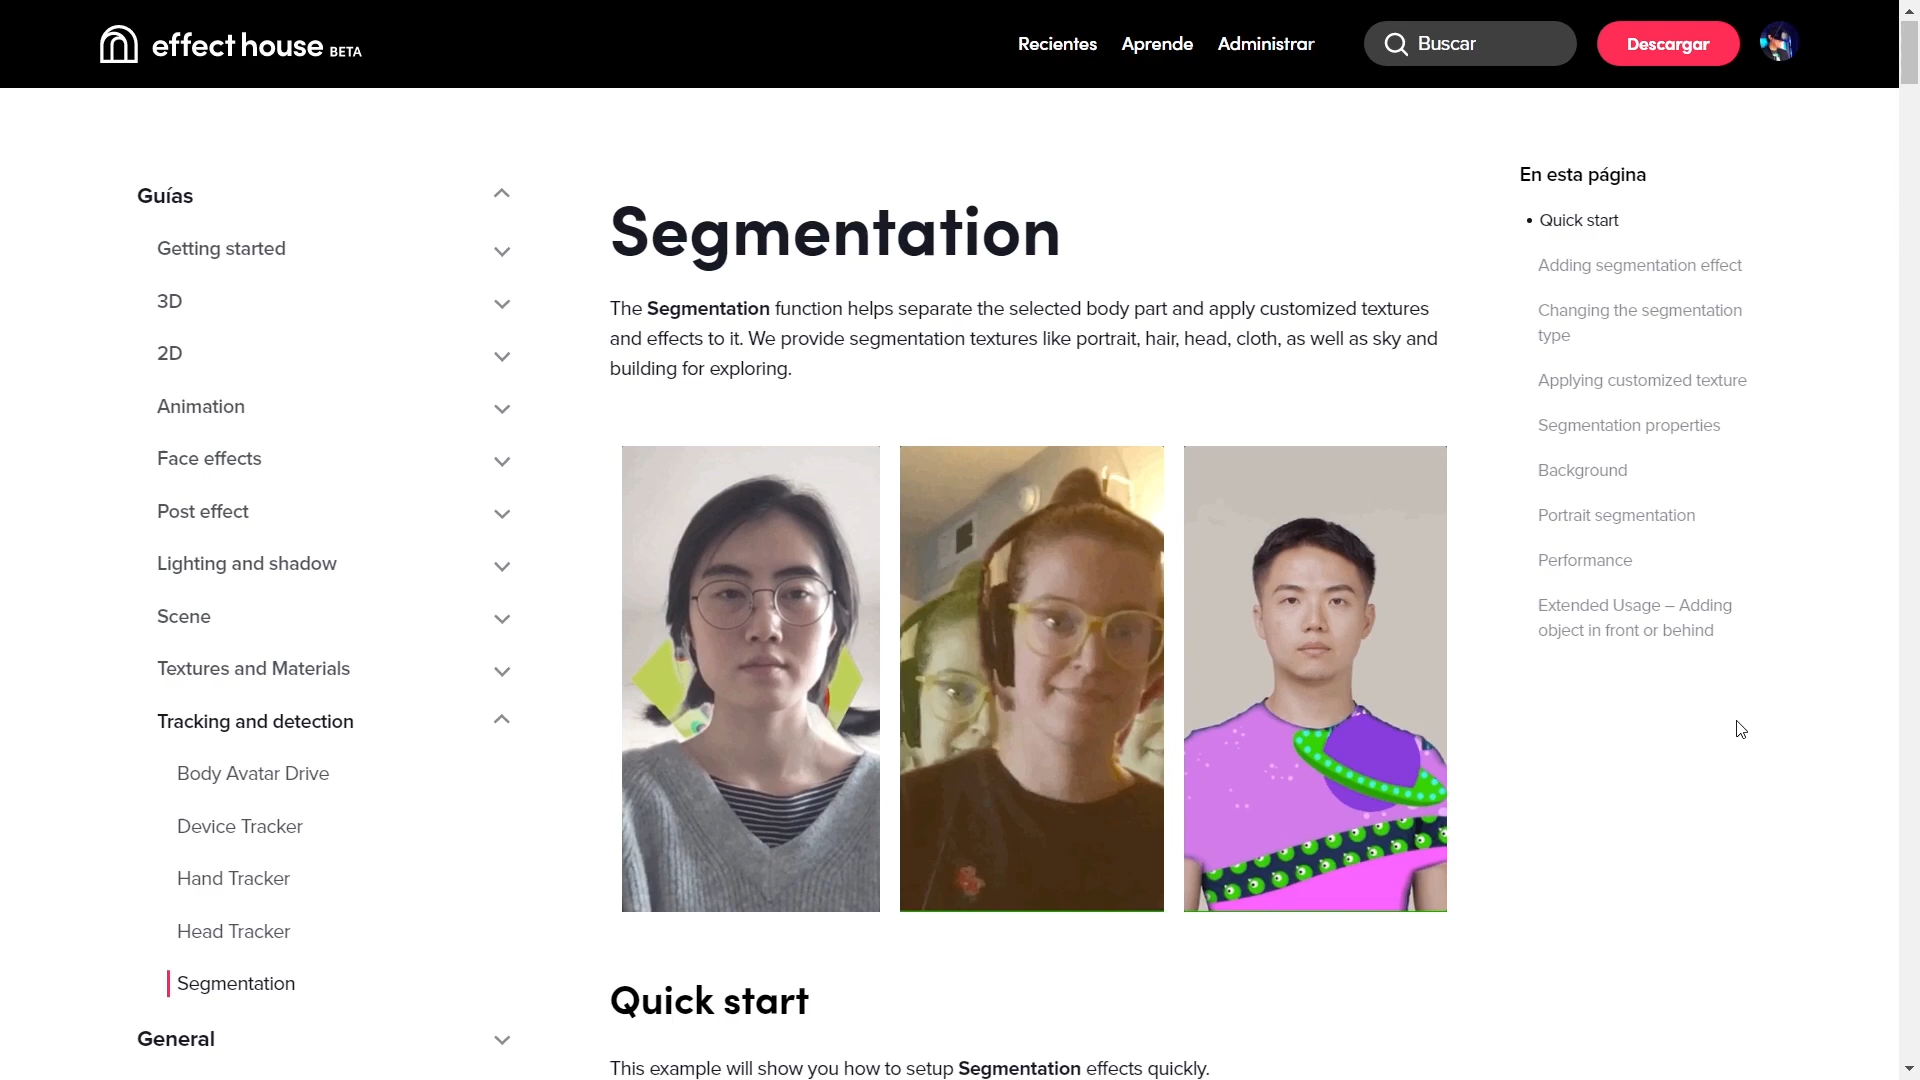 effect house BETA
Recientes
Aprende
Administrar
Buscar
Descargar
Guías
Getting started
3D
2D
Animation
Face effects
Post effect
Lighting and shadow
Scene
Textures and Materials
Tracking and detection
Body Avatar Drive
Device Tracker
Hand Tracker
Head Tracker
Segmentation
General
Segmentation
The Segmentation function helps separate the selected body part and apply customized textures
and effects to it. We provide segmentation textures like portrait, hair, head, cloth, as well as sky and
building for exploring.
Quick start
This example will show you how to setup Segmentation effects quickly.
En esta página
• Quick start
Adding segmentation effect
Changing the segmentation
type
Applying customized texture
Segmentation properties
Background
Portrait segmentation
Performance
Extended Usage – Adding
object in front or behind